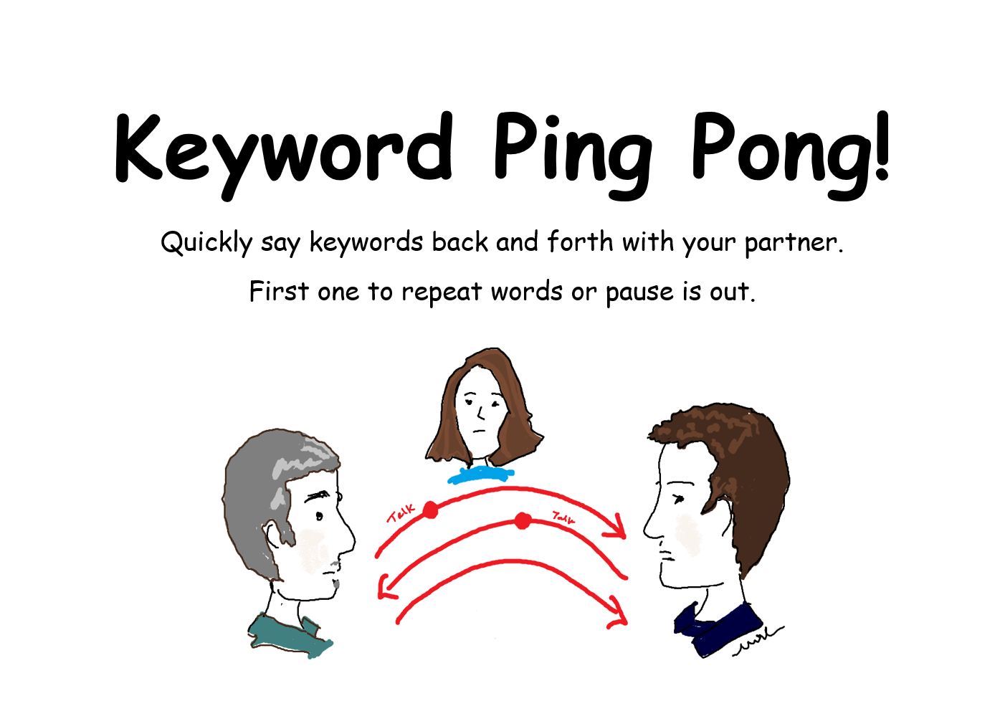 Keyword Ping Pong!
Quickly say keywords back and forth with your partner.
First one to repeat words or pause is out.
Talk
Talk